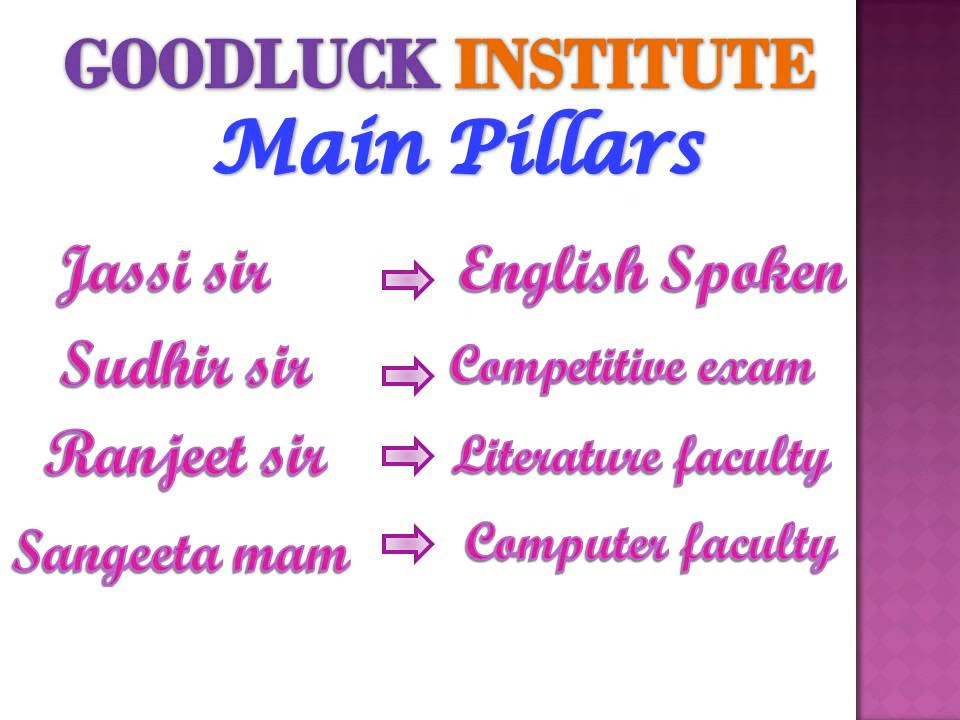 GOODLUCK INSTITUTE
Main Pillars
Jassi sir English Spoken
Sudhir sir Competitive exam
Ranjeet sir Literature faculty
Sangeeta mam Computer faculty